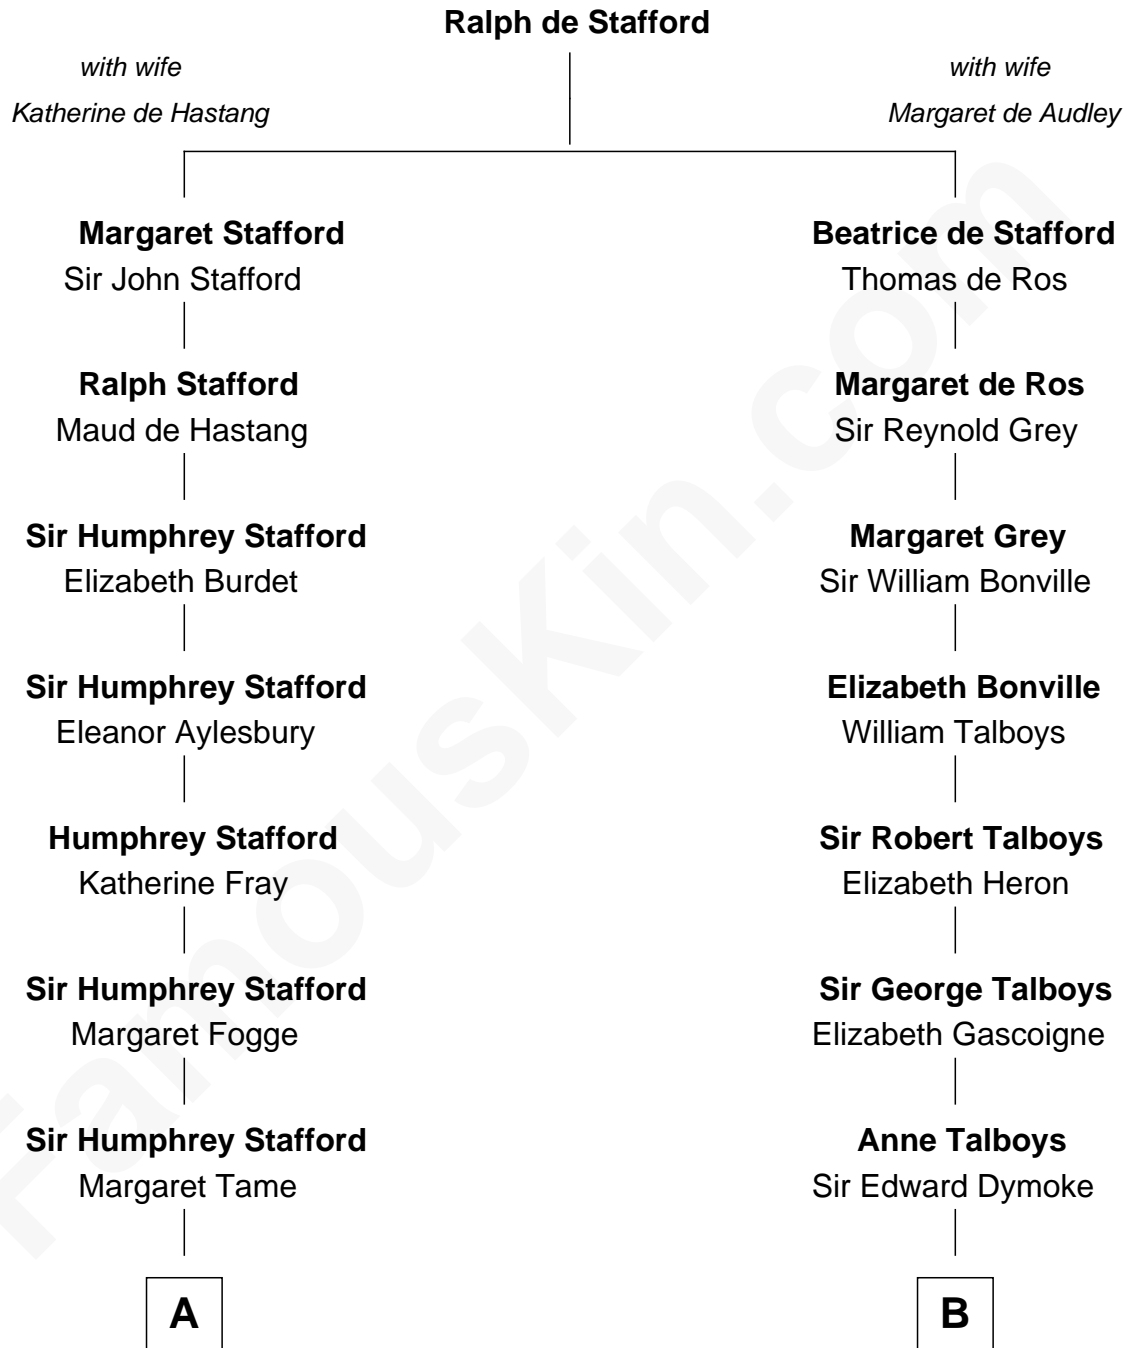 Ralph de Stafford
with wife
Katherine de Hastang
with wife
Margaret de Audley
Margaret Stafford
Sir John Stafford
Beatrice de Stafford
Thomas de Ros
Ralph Stafford
Maud de Hastang
Margaret de Ros
Sir Reynold Grey
Sir Humphrey Stafford
Elizabeth Burdet
Margaret Grey
Sir William Bonville
Sir Humphrey Stafford
Eleanor Aylesbury
Elizabeth Bonville
William Talboys
Humphrey Stafford
Katherine Fray
Sir Robert Talboys
Elizabeth Heron
Sir Humphrey Stafford
Margaret Fogge
Sir George Talboys
Elizabeth Gascoigne
Sir Humphrey Stafford
Margaret Tame
Anne Talboys
Sir Edward Dymoke
A
B
FamousKin.com